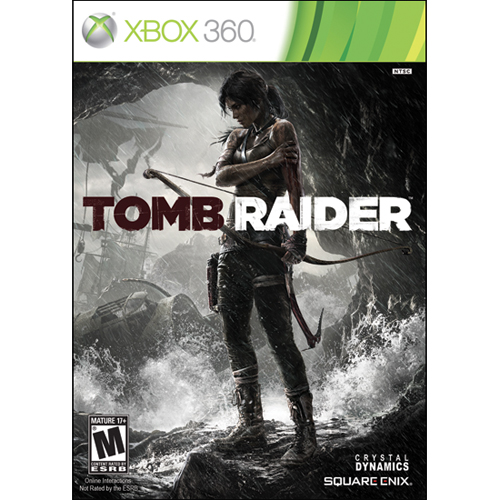 XBOX 360
NTSC
TOMB RAIDER
MATURE 17+
M
CONTENT RATED BY
ESRB
Online Interactions
Not Rated by the ESRB
CRYSTAL
DYNAMICS
SQUARE ENIX